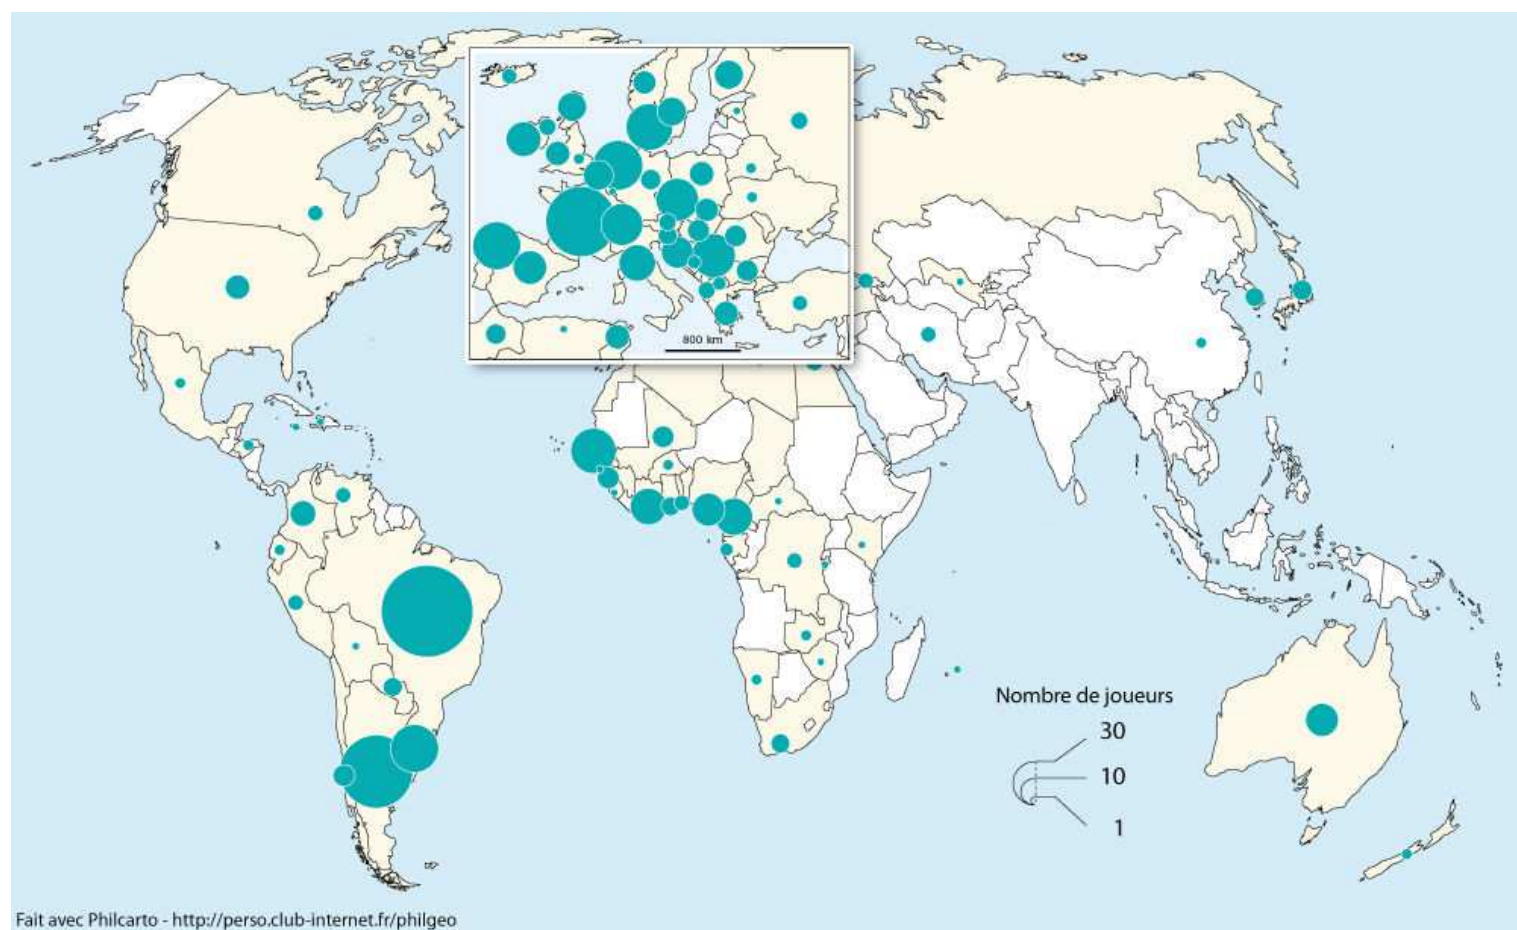 800 km
Nombre de joueurs
30
10
1
Fait avec Philcarto - http://perso.club-internet.fr/philgeo